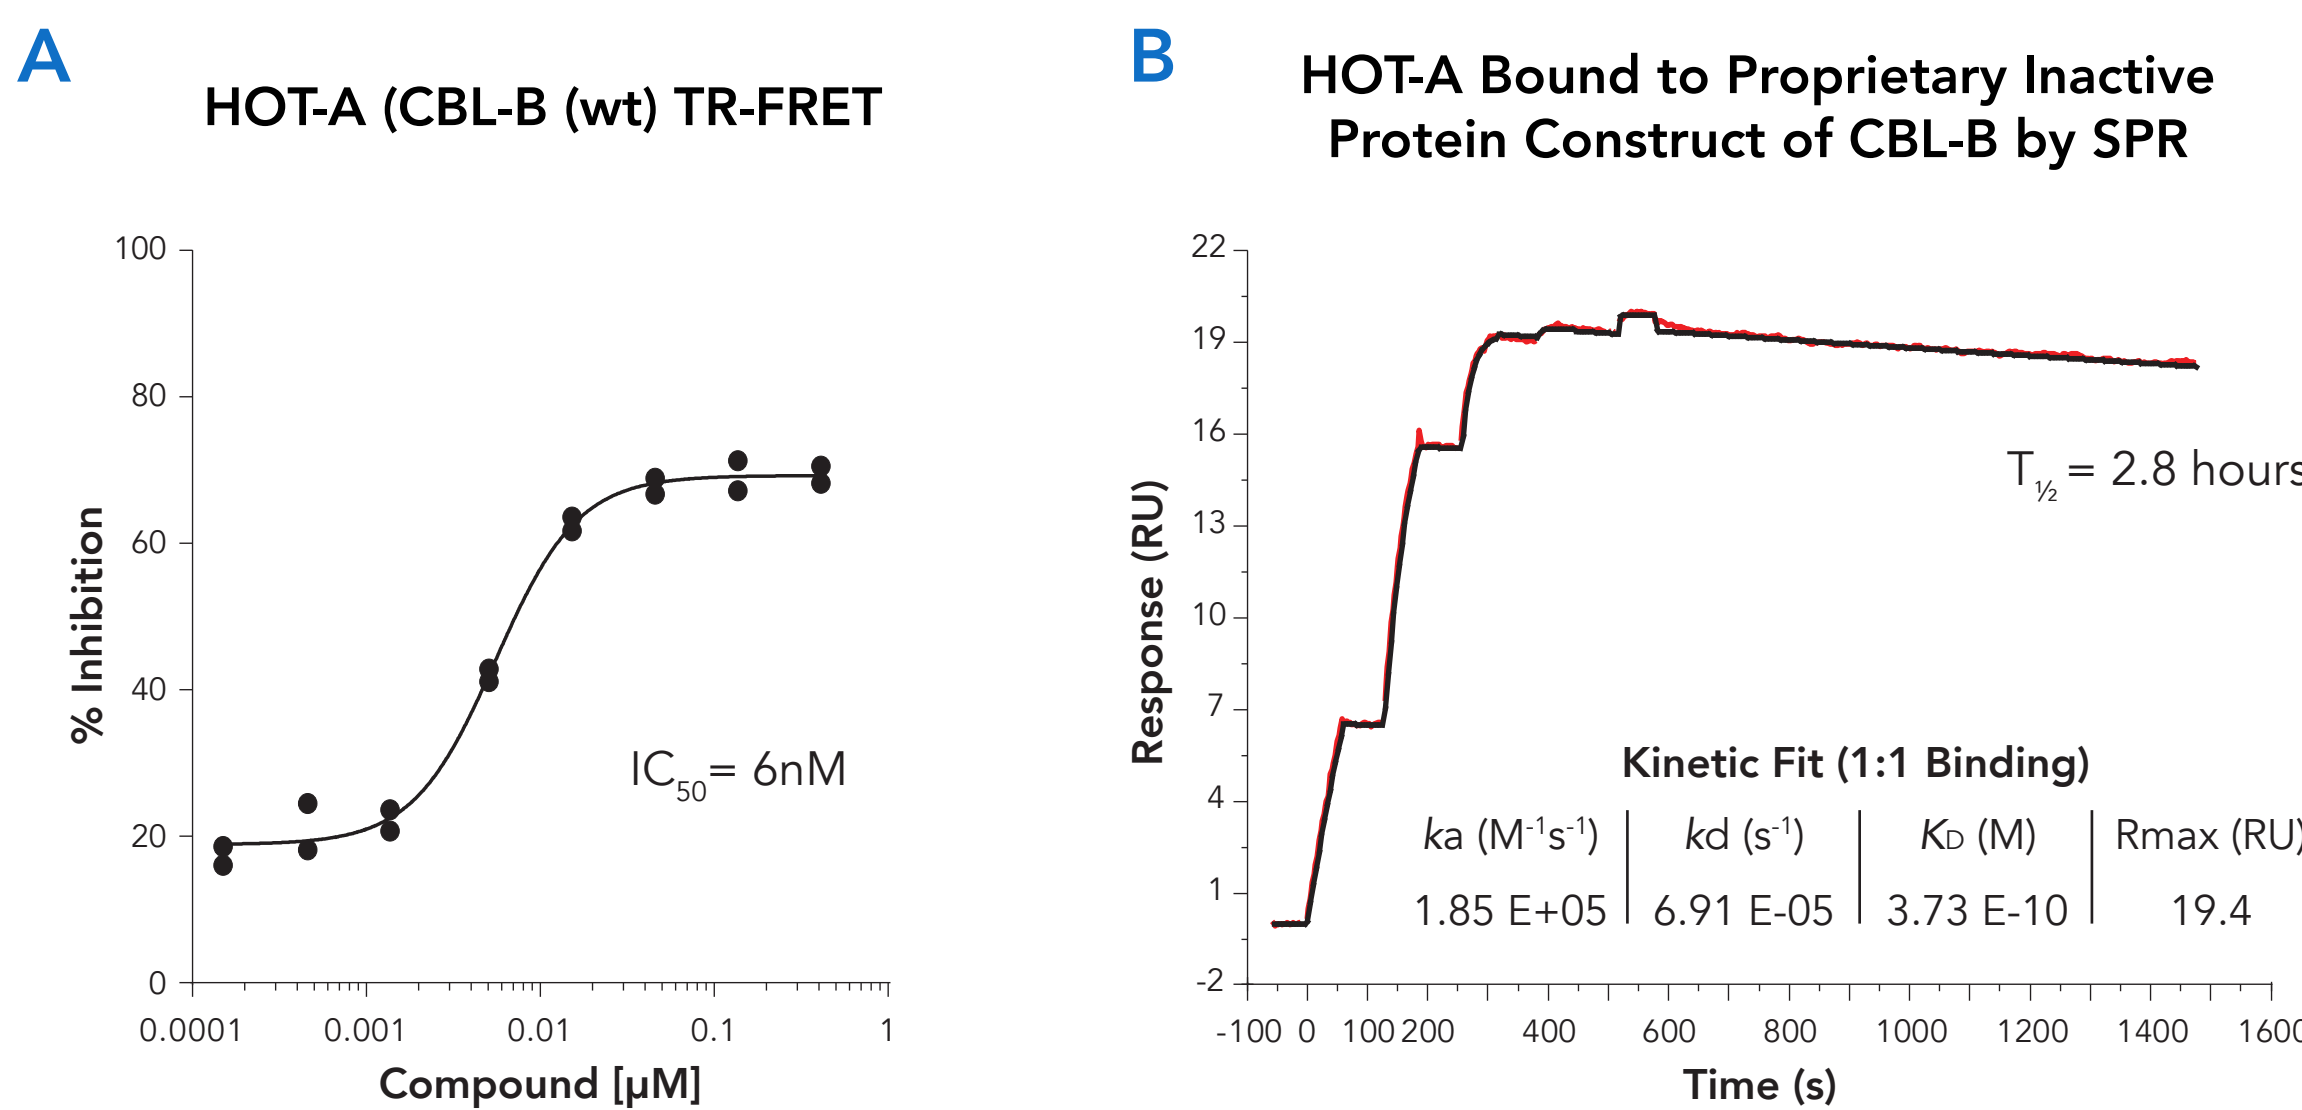 A
HOT-A (CBL-B (wt) TR-FRET
100
80
60
40
20
0
% Inhibition
IC50= 6nM
0.0001 0.001 0.01 0.1 1
Compound [µM]
B
HOT-A Bound to Proprietary Inactive
Protein Construct of CBL-B by SPR
22
19
16
13
10
7
4
1
-2
Response (RU)
T½ = 2.8 hours
Kinetic Fit (1:1 Binding)
ka (M-1s-1) kd (s-1) KD (M) Rmax (RU)
1.85 E+05 6.91 E-05 3.73 E-10 19.4
-100 0 100 200 400 600 800 1000 1200 1400 1600
Time (s)